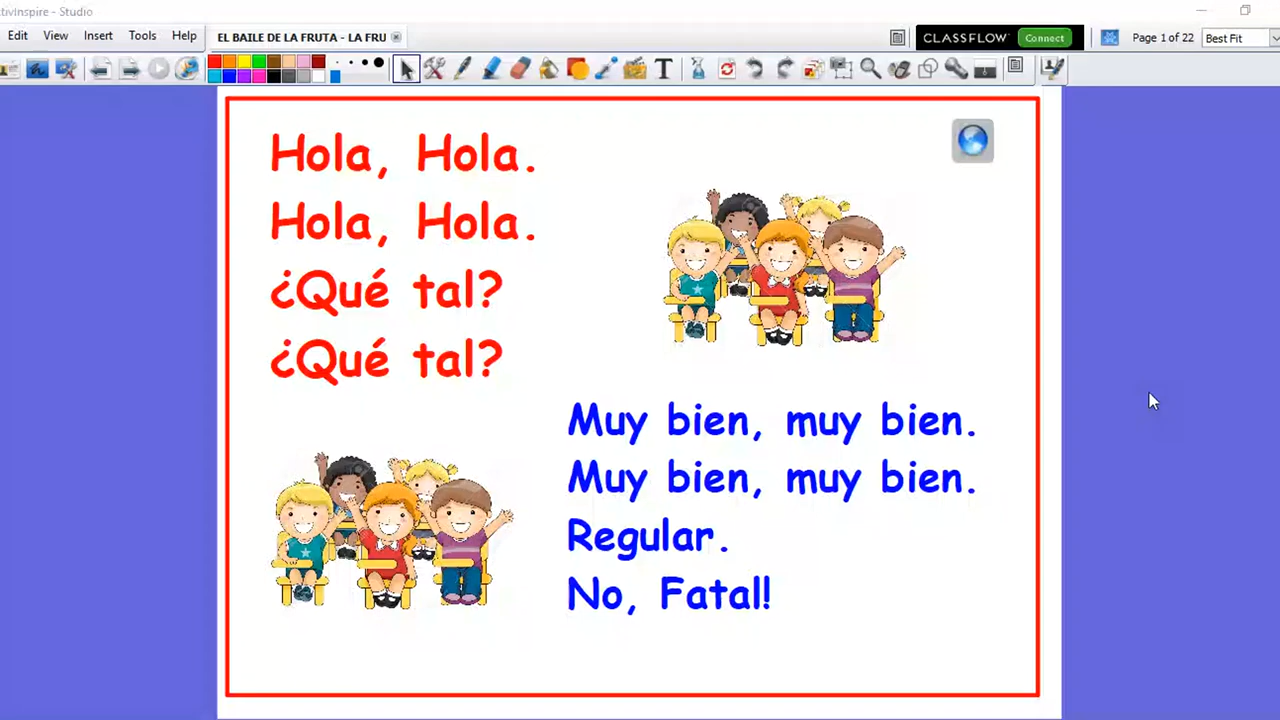 tivInspire - Studio
Edit View Insert Tools Help
EL BAILE DE LA FRUTA - LA FRU
CLASSFLOW Connect
Page 1 of 22
Best Fit
Hola, Hola.
Hola, Hola.
¿Qué tal?
¿Qué tal?
Muy bien, muy bien.
Muy bien, muy bien.
Regular.
No, Fatal!